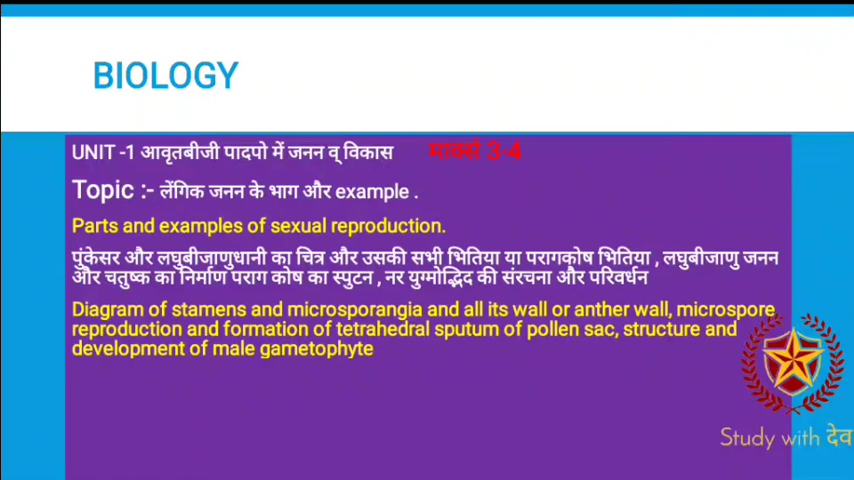 BIOLOGY
UNIT -1 आवृतबीजी पादपो में जनन व् विकास मार्क्स 3-4
Topic :- लेंगिक जनन के भाग और example .
Parts and examples of sexual reproduction.
पुंकेसर और लघुबीजाणुधानी का चित्र और उसकी सभी भितिया या परागकोष भितिया , लघुबीजाणु जनन
और चतुष्क का निर्माण पराग कोष का स्पुटन , नर युग्मोद्भिद की संरचना और परिवर्धन
Diagram of stamens and microsporangia and all its wall or anther wall, microspore
reproduction and formation of tetrahedral sputum of pollen sac, structure and
development of male gametophyte
Study with देव